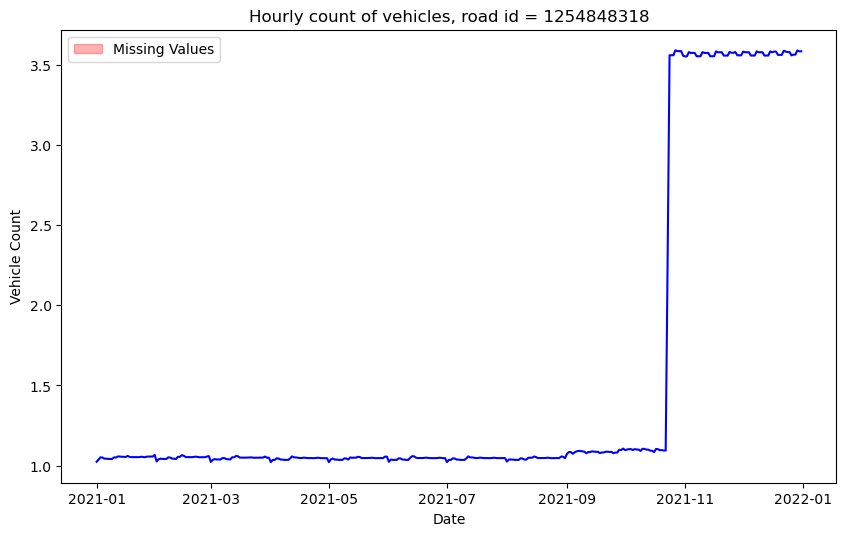 Hourly count of vehicles, road id = 1254848318
Missing Values
Vehicle Count
3.5
3.0
2.5
2.0
1.5
1.0
2021-01 2021-03 2021-05 2021-07 2021-09 2021-11 2022-01
Date